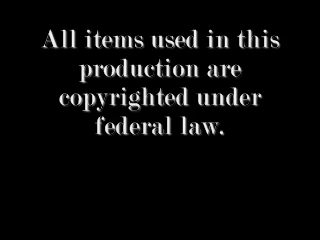 All items used in this
production are
copyrighted under
federal law.